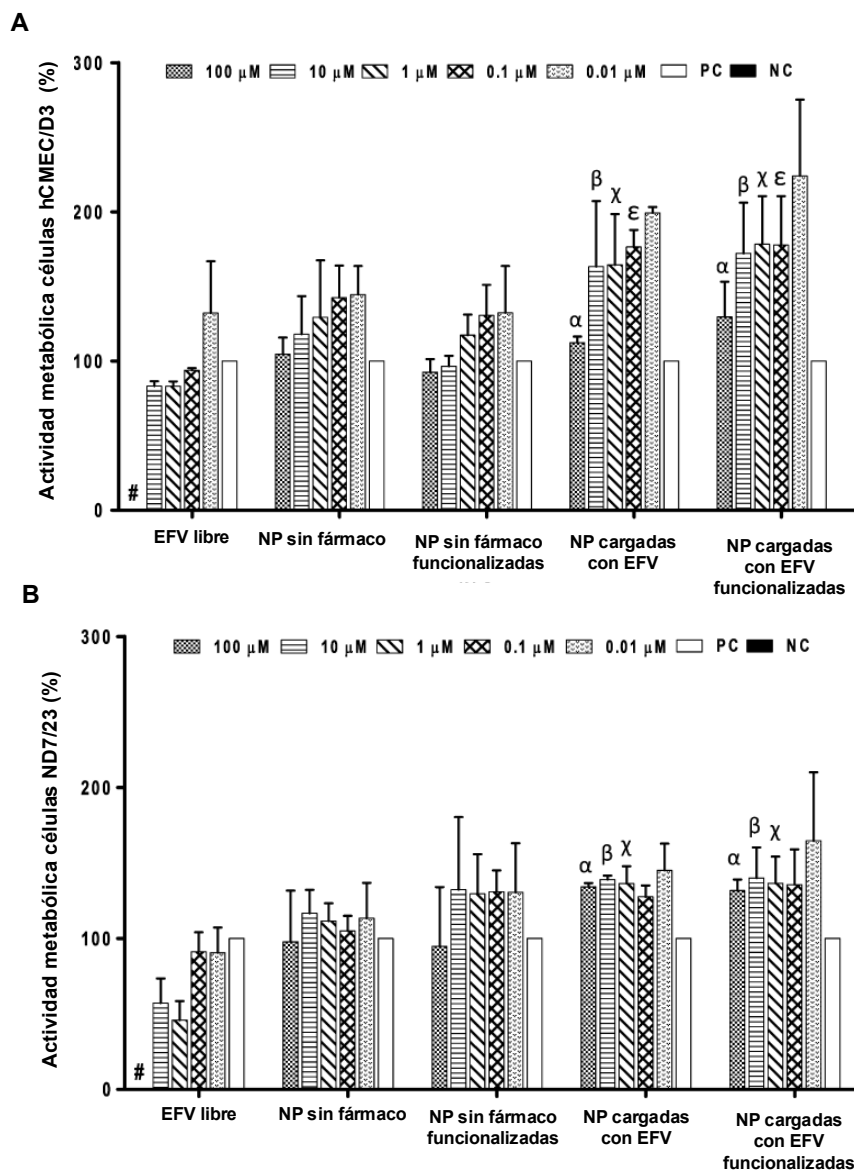 A
Actividad metabólica células hCMEC/D3 (%)
300
200
100
0
100 μM 10 μM 1 μM 0.1 μM 0.01 μM PC NC
#
α β χ ε
α β χ ε
EFV libre
NP sin fármaco
NP sin fármaco
funcionalizadas
NP cargadas
con EFV
NP cargadas
con EFV
funcionalizadas
B
Actividad metabólica células ND7/23 (%)
300
200
100
0
100 μM 10 μM 1 μM 0.1 μM 0.01 μM PC NC
#
α β χ
α β χ
EFV libre
NP sin fármaco
NP sin fármaco
funcionalizadas
NP cargadas
con EFV
NP cargadas
con EFV
funcionalizadas